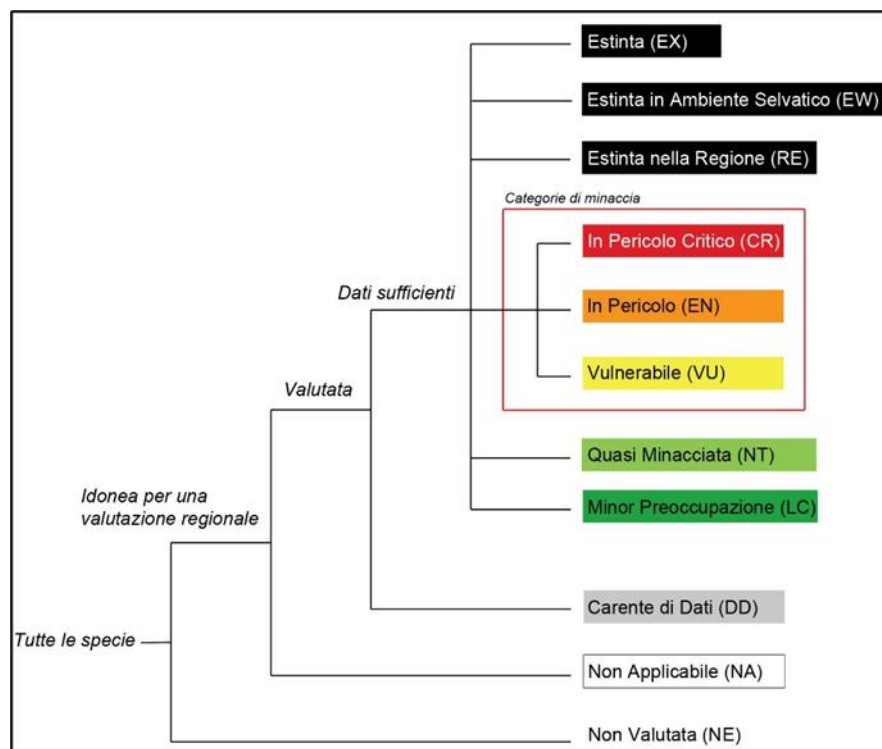 Estinta (EX)
Estinta in Ambiente Selvatico (EW)
Estinta nella Regione (RE)
Categorie di minaccia
In Pericolo Critico (CR)
Dati sufficienti
In Pericolo (EN)
Vulnerabile (VU)
Valutata
Quasi Minacciata (NT)
Idonea per una
valutazione regionale
Minor Preoccupazione (LC)
Carente di Dati (DD)
Tutte le specie
Non Applicabile (NA)
Non Valutata (NE)